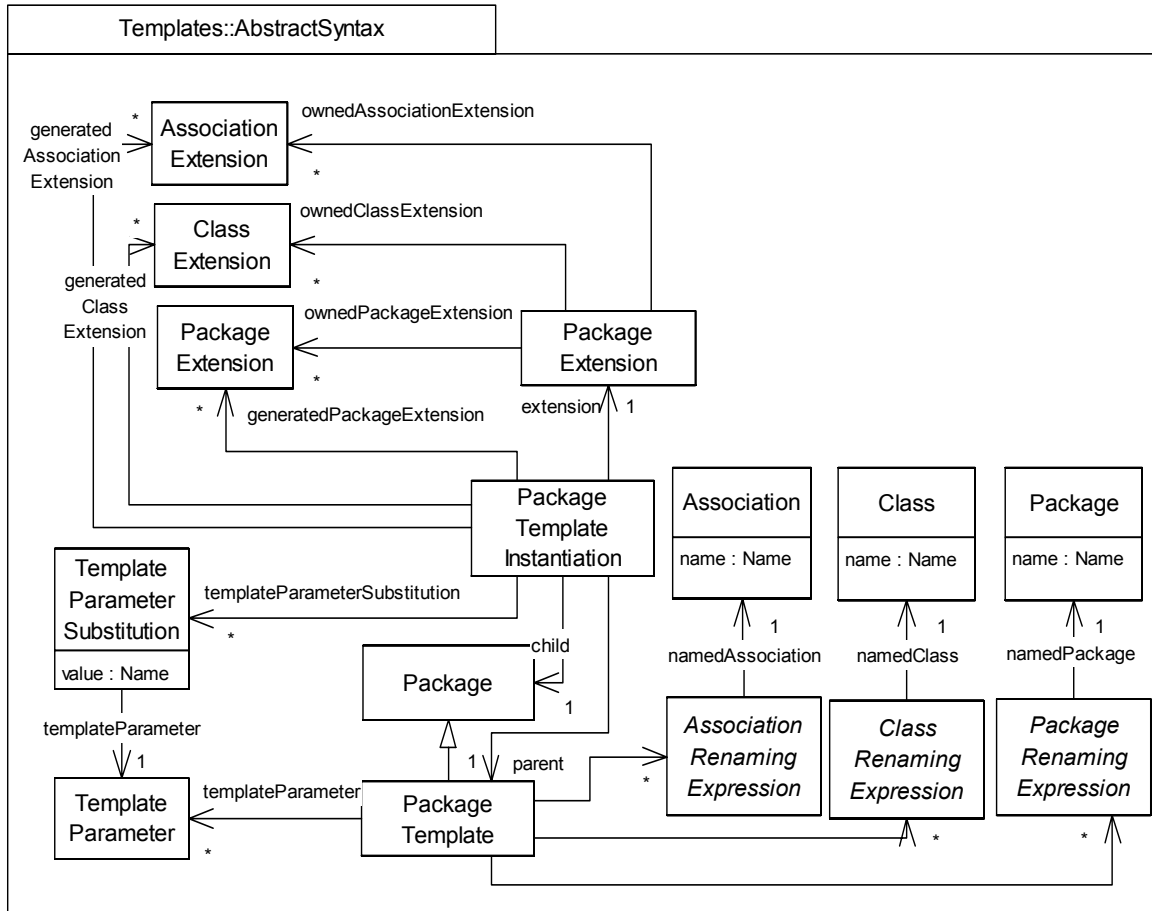 Templates::AbstractSyntax
ownedAssociationExtension
*
generated
Association
Extension
Association
Extension
*
ownedClassExtension
*
Class
Extension
*
generated
Class
Extension
ownedPackageExtension
Package
Extension
*
Package
Extension
*
generatedPackageExtension
extension
1
Package
Template
Instantiation
Association
name : Name
Class
name : Name
Package
name : Name
Template
Parameter
Substitution
value : Name
templateParameterSubstitution
*
child
1
1
1
1
namedAssociation
namedClass
namedPackage
Package
templateParameter
1
Association
Renaming
Expression
Class
Renaming
Expression
Package
Renaming
Expression
1
parent
*
Template
Parameter
templateParameter
*
Package
Template
*
*